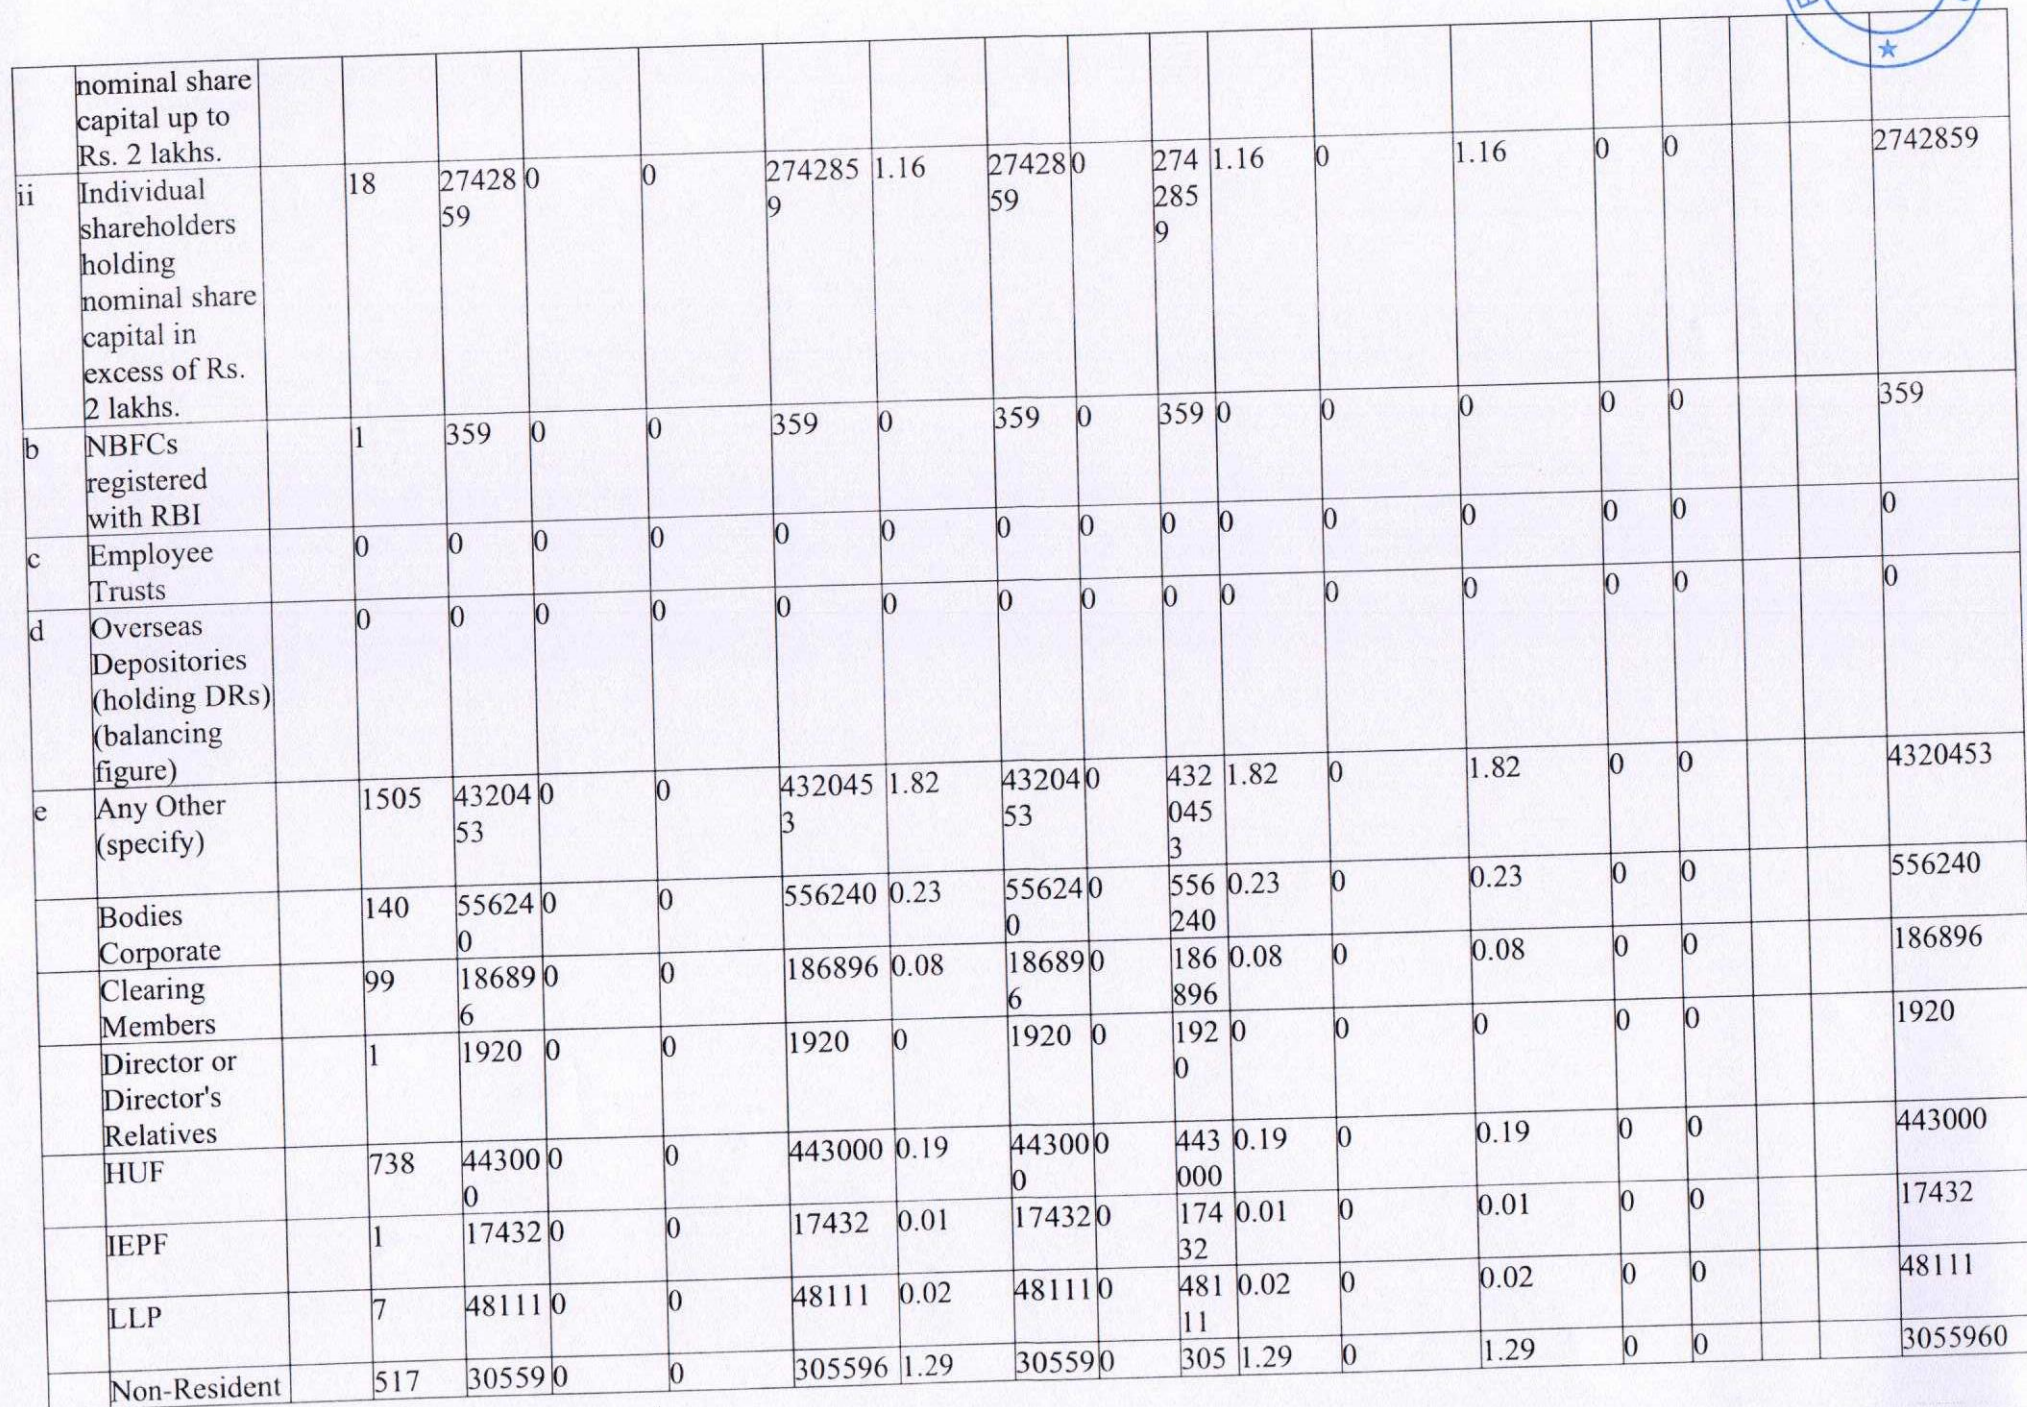 nominal share
capital up to
Rs. 2 lakhs.
ii Individual 18 27428 0 0 274285 1.16 27428 0 274 1.16 0 1.16 0 0 2742859
shareholders 59 9 59 285
holding 9
nominal share
capital in
excess of Rs.
2 lakhs.
b NBFCs 1 359 0 0 359 0 359 0 359 0 0 0 0 0 359
registered
with RBI
c Employee 0 0 0 0 0 0 0 0 0 0 0 0 0 0 0
Trusts
d Overseas 0 0 0 0 0 0 0 0 0 0 0 0 0 0 0
Depositories
(holding DRs)
(balancing
figure)
e Any Other 1505 43204 0 0 432045 1.82 43204 0 432 1.82 0 1.82 0 0 4320453
(specify) 53 3 53 045
3
Bodies 140 55624 0 0 556240 0.23 55624 0 556 0.23 0 0.23 0 0 556240
Corporate 0 0 240
Clearing 99 18689 0 0 186896 0.08 18689 0 186 0.08 0 0.08 0 0 186896
Members 6 6 896
Director or 1 1920 0 0 1920 0 1920 0 192 0 0 0 0 0 1920
Director's 0
Relatives
HUF 738 44300 0 0 443000 0.19 44300 0 443 0.19 0 0.19 0 0 443000
0 0 000
IEPF 1 17432 0 0 17432 0.01 17432 0 174 0.01 0 0.01 0 0 17432
32
LLP 7 48111 0 0 48111 0.02 48111 0 481 0.02 0 0.02 0 0 48111
11
Non-Resident 517 30559 0 0 305596 1.29 30559 0 305 1.29 0 1.29 0 0 3055960